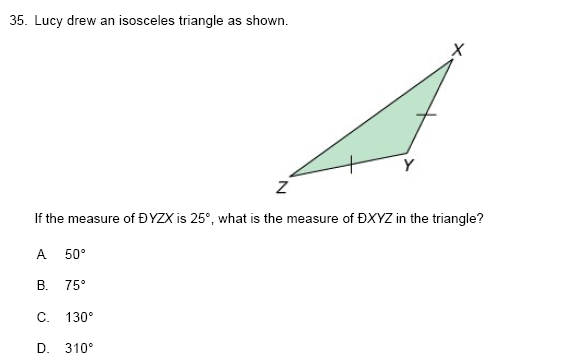 35. Lucy drew an isosceles triangle as shown.
X
Y
Z
If the measure of ÐYZX is 25°, what is the measure of ÐXYZ in the triangle?
A 50°
B. 75°
C. 130°
D. 310°